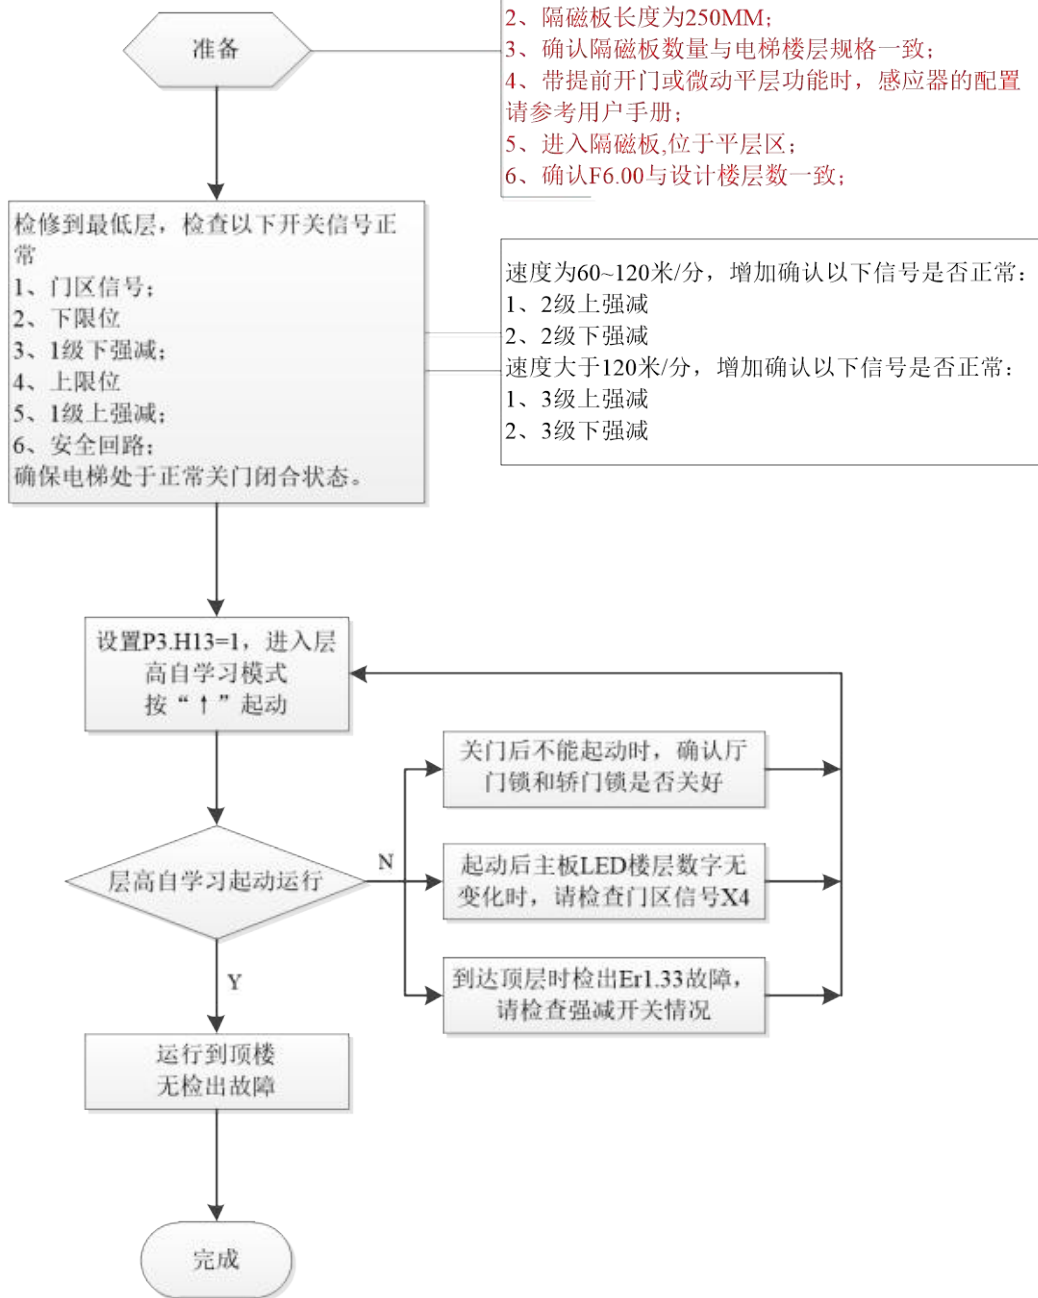 准备
2、隔磁板长度为250MM；
3、确认隔磁板数量与电梯楼层规格一致；
4、带提前开门或微动平层功能时，感应器的配置
请参考用户手册；
5、进入隔磁板,位于平层区；
6、确认F6.00与设计楼层数一致；
检修到最低层，检查以下开关信号正
常
1、门区信号；
2、下限位
3、1级下强减；
4、上限位
5、1级上强减；
6、安全回路；
确保电梯处于正常关门闭合状态。
速度为60~120米/分，增加确认以下信号是否正常：
1、2级上强减
2、2级下强减
速度大于120米/分，增加确认以下信号是否正常：
1、3级上强减
2、3级下强减
设置P3.H13=1，进入层
高自学习模式
按“↑”起动
层高自学习起动运行
N
关门后不能起动时，确认厅
门锁和轿门锁是否关好
起动后主板LED楼层数字无
变化时，请检查门区信号X4
到达顶层时检出Er1.33故障，
请检查强减开关情况
Y
运行到顶楼
无检出故障
完成